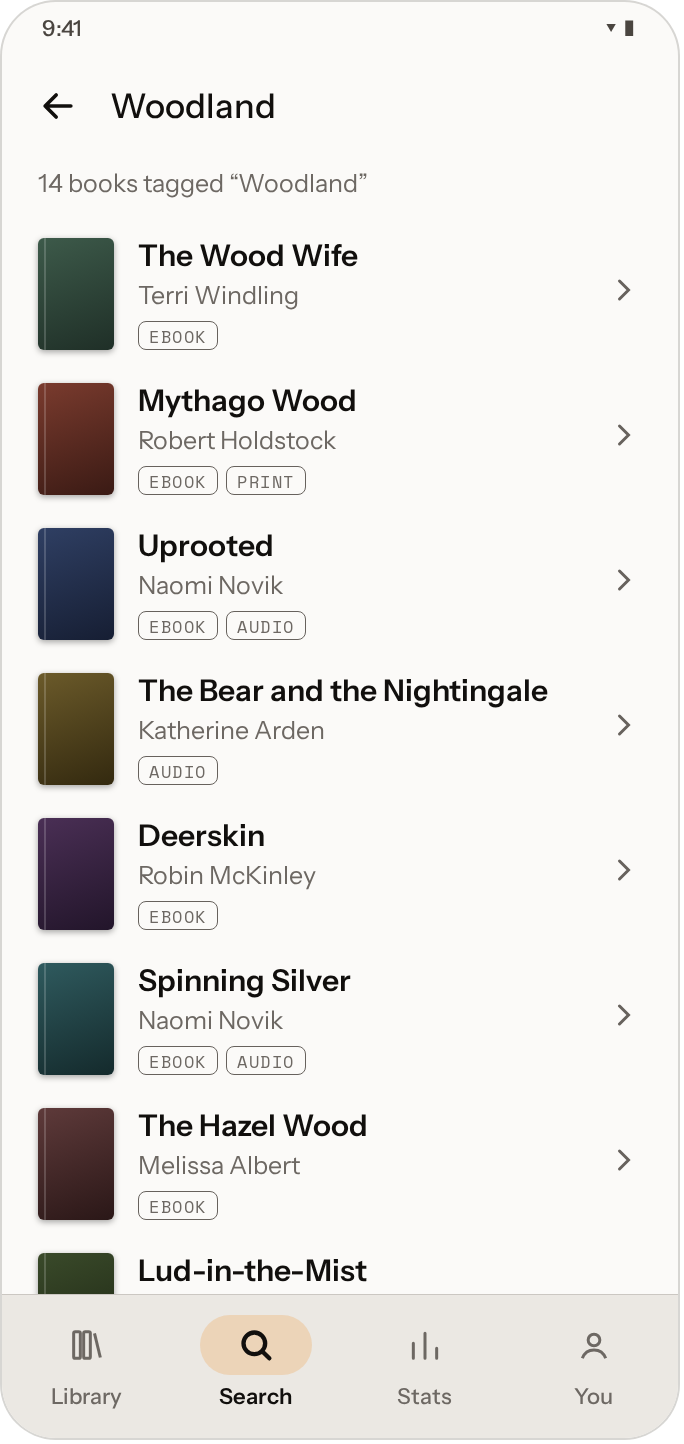 9:41
Woodland
14 books tagged “Woodland”
The Wood Wife
Terri Windling
EBOOK
Mythago Wood
Robert Holdstock
EBOOK PRINT
Uprooted
Naomi Novik
EBOOK AUDIO
The Bear and the Nightingale
Katherine Arden
AUDIO
Deerskin
Robin McKinley
EBOOK
Spinning Silver
Naomi Novik
EBOOK AUDIO
The Hazel Wood
Melissa Albert
EBOOK
Lud-in-the-Mist
Library Search Stats You